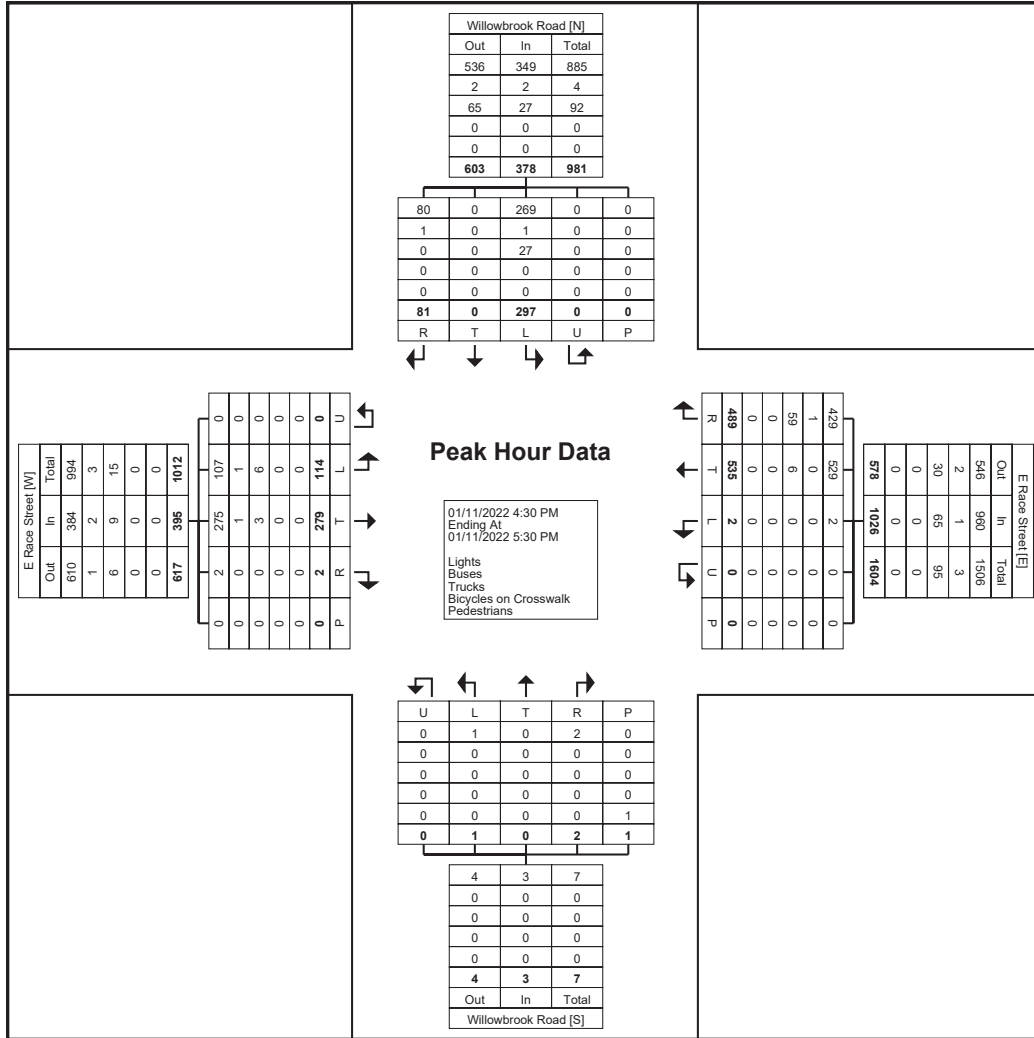 Willowbrook Road [N]
Out In Total
536 349 885
2 2 4
65 27 92
0 0 0
0 0 0
603 378 981
80 0 269 0 0
1 0 1 0 0
0 0 27 0 0
0 0 0 0 0
0 0 0 0 0
81 0 297 0 0
R T L U P
E Race Street [W]
Total 994 3 15 0 0 1012
In 384 2 9 0 0 395
Out 610 1 6 0 0 617
0 0 0 0 0 0 U
107 1 6 0 0 114 L
275 1 3 0 0 279 T
2 0 0 0 0 2 R
0 0 0 0 0 0 P
Peak Hour Data
01/11/2022 4:30 PM
Ending At
01/11/2022 5:30 PM
Lights
Buses
Trucks
Bicycles on Crosswalk
Pedestrians
R 489 0 0 59 1 429
T 535 0 0 6 0 529
L 2 0 0 0 0 2
U 0 0 0 0 0 0
P 0 0 0 0 0 0
E Race Street [E]
578 0 0 30 2 546 Out
1026 0 0 65 1 960 In
1604 0 0 95 3 1506 Total
U L T R P
0 1 0 2 0
0 0 0 0 0
0 0 0 0 0
0 0 0 0 0
0 0 0 0 1
0 1 0 2 1
4 3 7
0 0 0
0 0 0
0 0 0
0 0 0
4 3 7
Out In Total
Willowbrook Road [S]